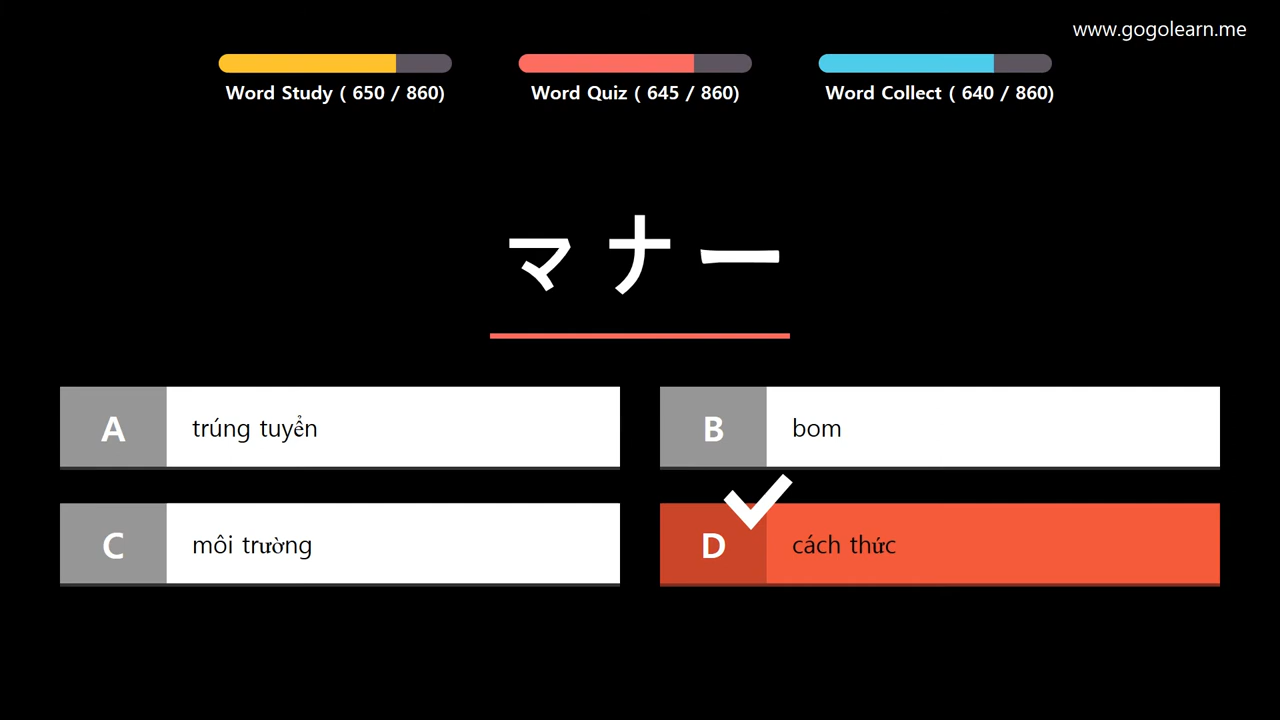 www.gogolearn.me
Word Study ( 650 / 860)
Word Quiz ( 645 / 860)
Word Collect ( 640 / 860)
マナー
A
trúng tuyển
B
bom
C
môi trường
D
cách thức